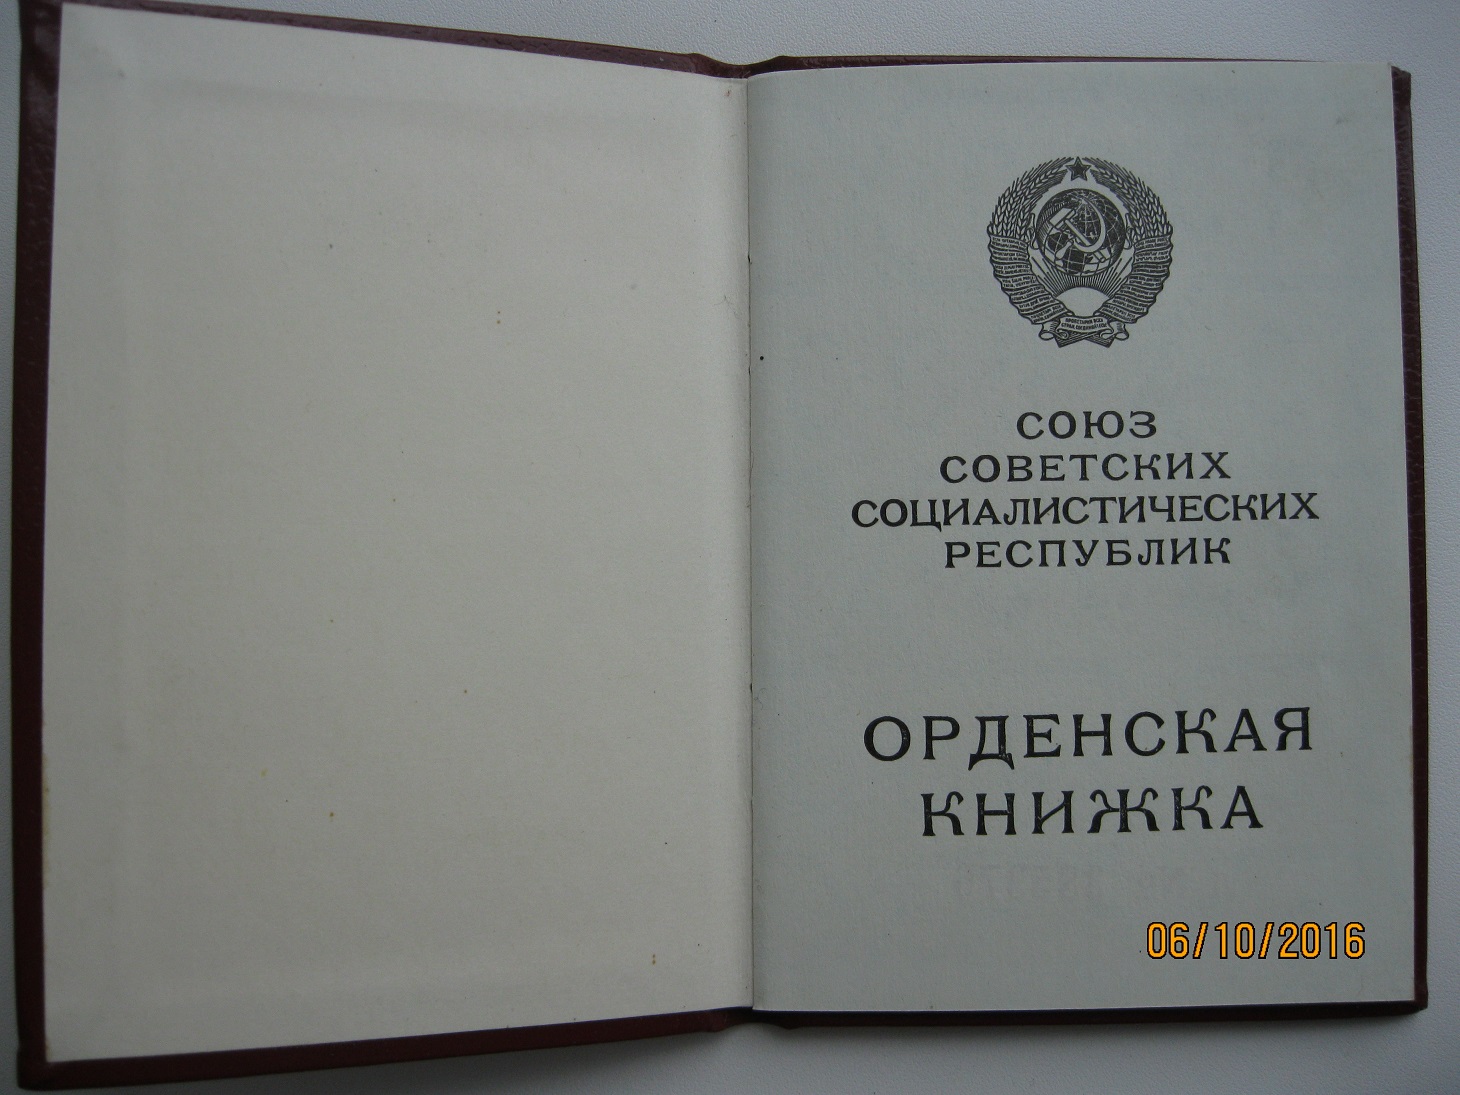 СОЮЗ
СОВЕТСКИХ
СОЦИАЛИСТИЧЕСКИХ
РЕСПУБЛИК
ОРДЕНСКАЯ
КНИЖКА
06/10/2016